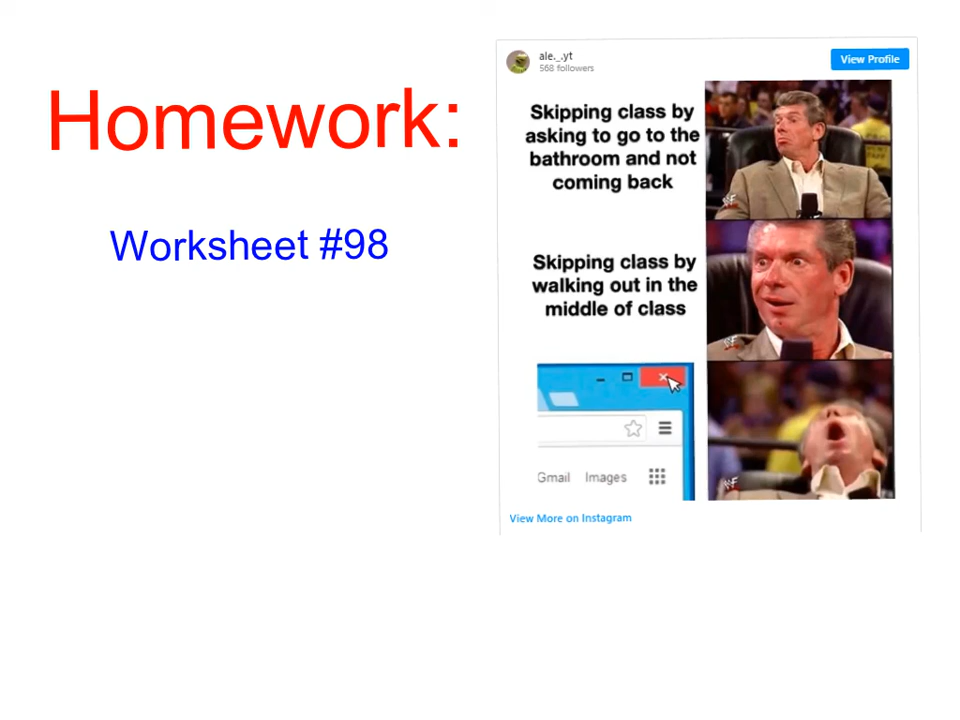 Homework:
Worksheet #98
ale._.yt
568 followers
View Profile
Skipping class by
asking to go to the
bathroom and not
coming back
Skipping class by
walking out in the
middle of class
Gmail Images
View More on Instagram